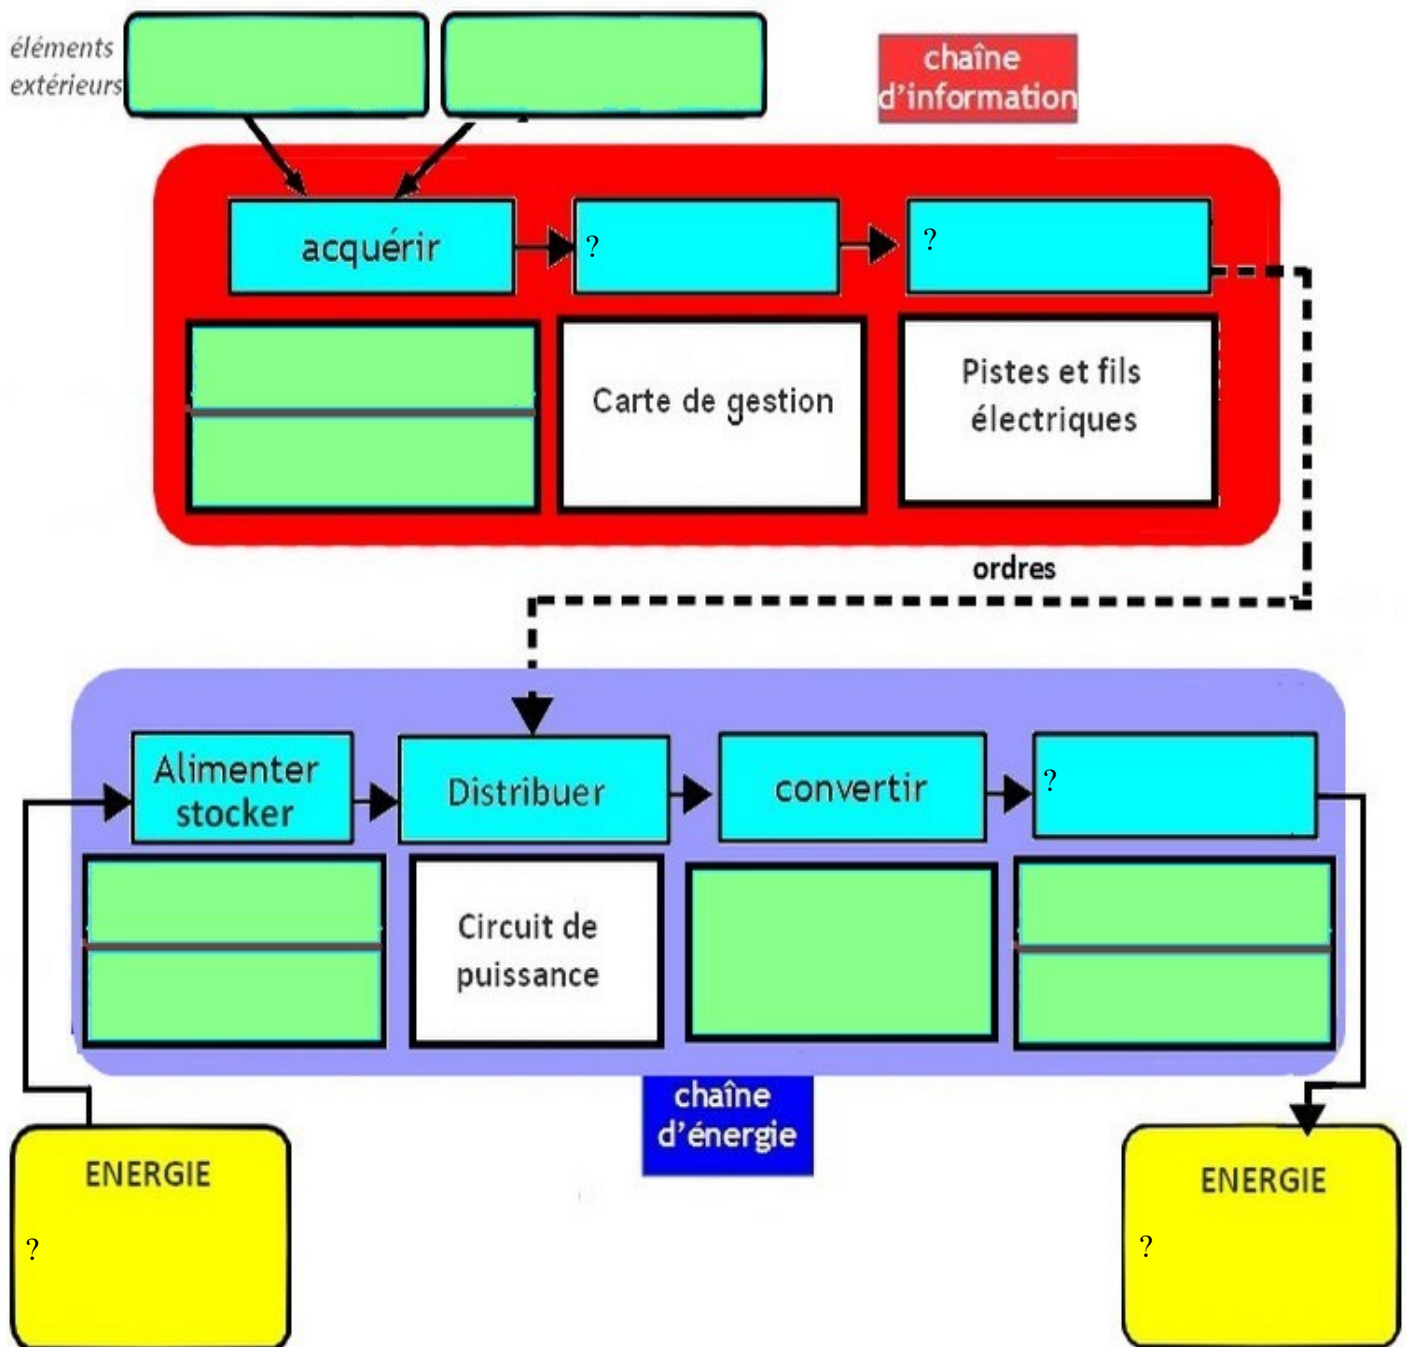 éléments
extérieurs
chaîne
d'information
acquérir
?
?
Carte de gestion
Pistes et fils
électriques
ordres
Alimenter
stocker
Distribuer
convertir
?
Circuit de
puissance
chaîne
d'énergie
ENERGIE
?
ENERGIE
?